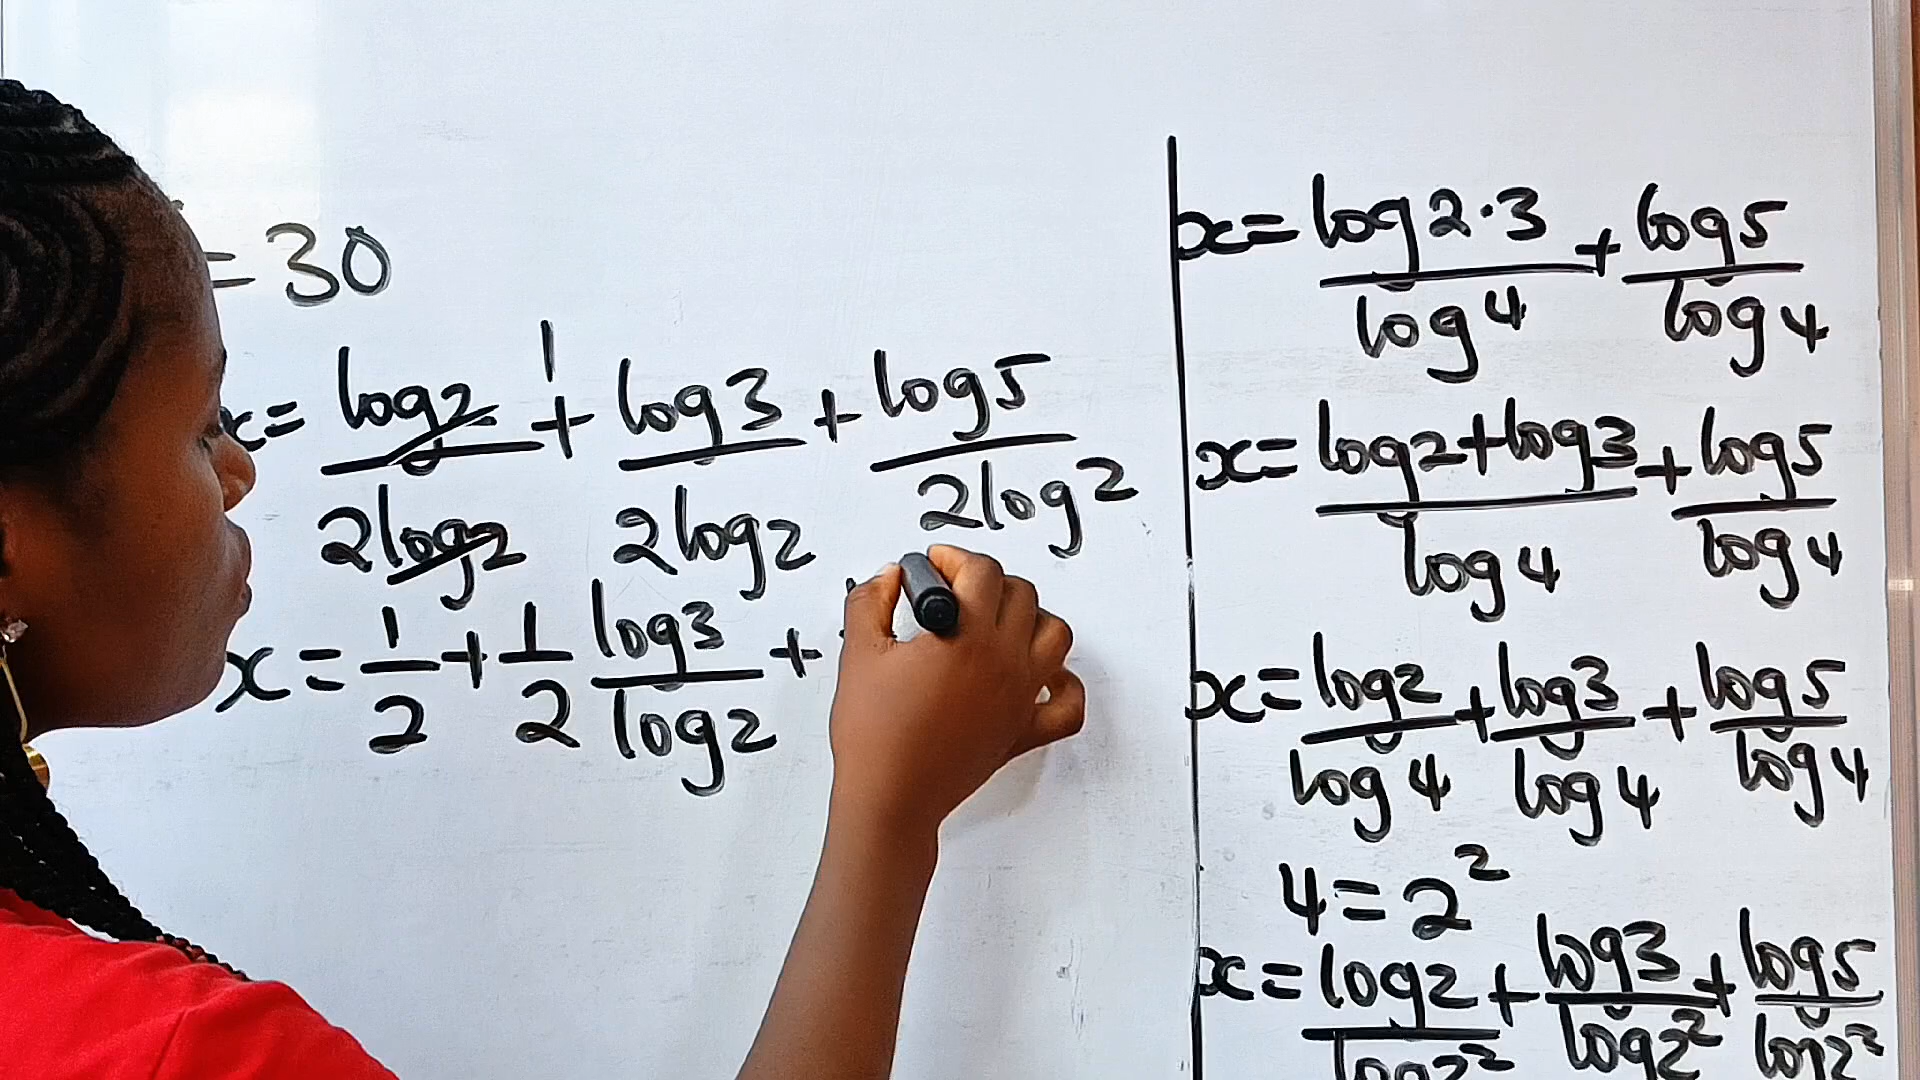 = 30
x = log2/2log2 1 + log3/2log2 + log5/2log2
x = 1/2 + 1/2 log3/log2 +
x = log2·3/log4 + log5/log4
x = log2+log3/log4 + log5/log4
x = log2/log4 + log3/log4 + log5/log4
4 = 2²
x = log2/log2² + log3/log2² + log5/log2²